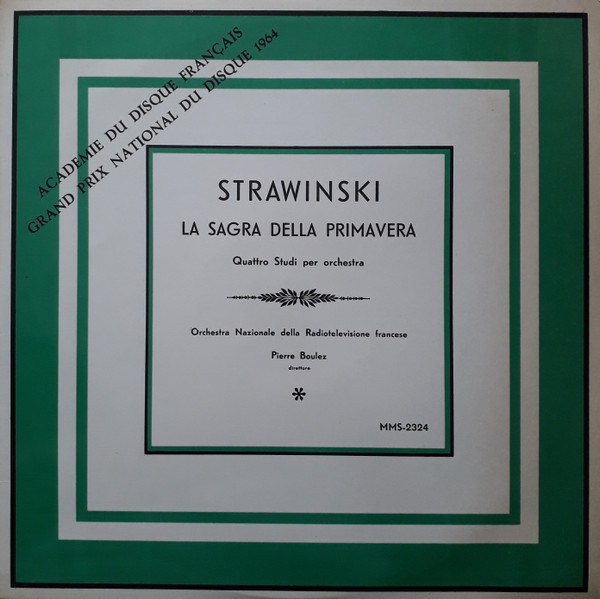 ACADEMIE DU DISQUE FRANÇAIS
GRAND PRIX NATIONAL DU DISQUE 1964
STRAWINSKI
LA SAGRA DELLA PRIMAVERA
Quattro Studi per orchestra
Orchestra Nazionale della Radiotelevisione francese
Pierre Boulez
direttore
*
MMS-2324